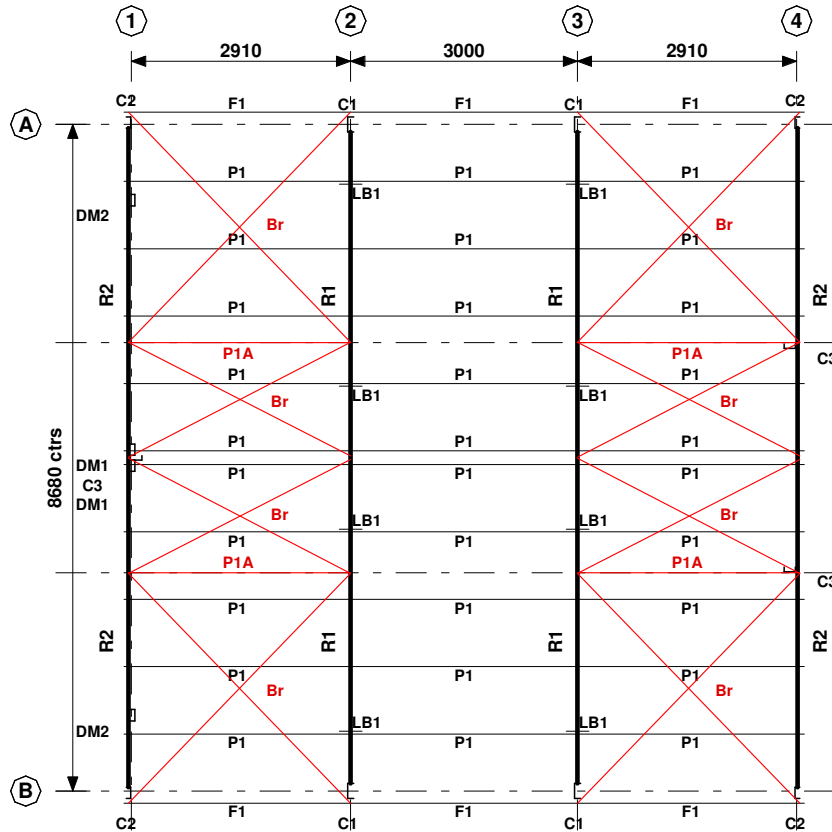 1 2 3 4
2910 3000 2910
C2 F1 C1 F1 C1 F1 C2
A
P1 P1 P1
LB1 LB1
DM2
Br Br
P1 P1 P1
R2 R1 R1 R2
P1 P1 P1
P1A P1A
C3
P1 P1 P1
LB1 LB1
Br Br
8680 ctrs
P1 P1 P1
DM1
P1 P1 P1
C3
DM1
Br Br
LB1 LB1
P1 P1 P1
P1A P1A
C3
P1 P1 P1
R2 R1 R1 R2
P1 P1 P1
Br Br
LB1 LB1
DM2
P1 P1 P1
B
F1 F1 F1
C2 C1 C1 C2